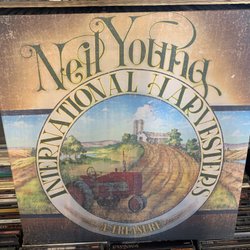 Neil Young
INTERNATIONAL HARVESTERS
A TREASURE